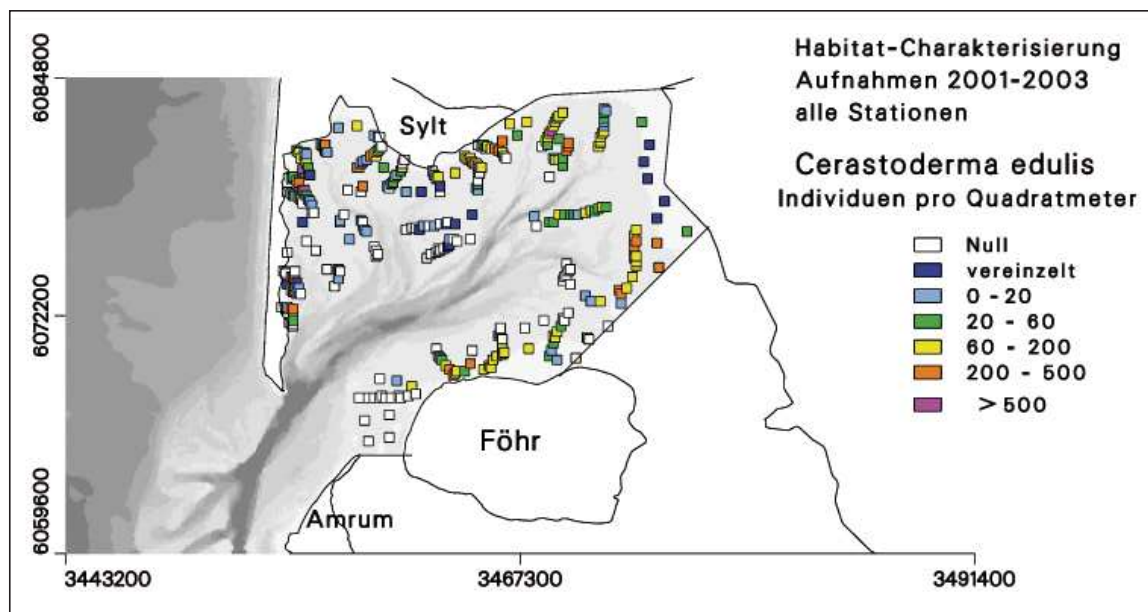 Habitat-Charakterisierung
Aufnahmen 2001-2003
alle Stationen
Cerastoderma edulis
Individuen pro Quadratmeter
Null
vereinzelt
0 - 20
20 - 60
60 - 200
200 - 500
> 500
Sylt
Föhr
Amrum
6084800
6072200
6059600
3443200
3467300
3491400